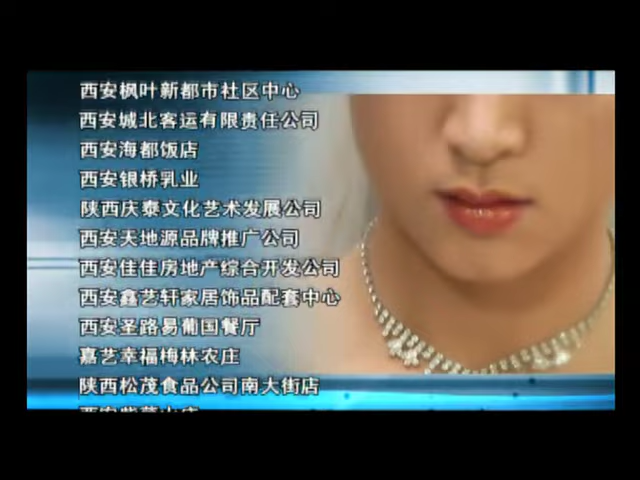 西安枫叶新都市社区中心
西安城北客运有限责任公司
西安海都饭店
西安银桥乳业
陕西庆泰文化艺术发展公司
西安天地源品牌推广公司
西安佳佳房地产综合开发公司
西安鑫艺轩家居饰品配套中心
西安圣路易葡国餐厅
嘉艺幸福梅林农庄
陕西松茂食品公司南大街店